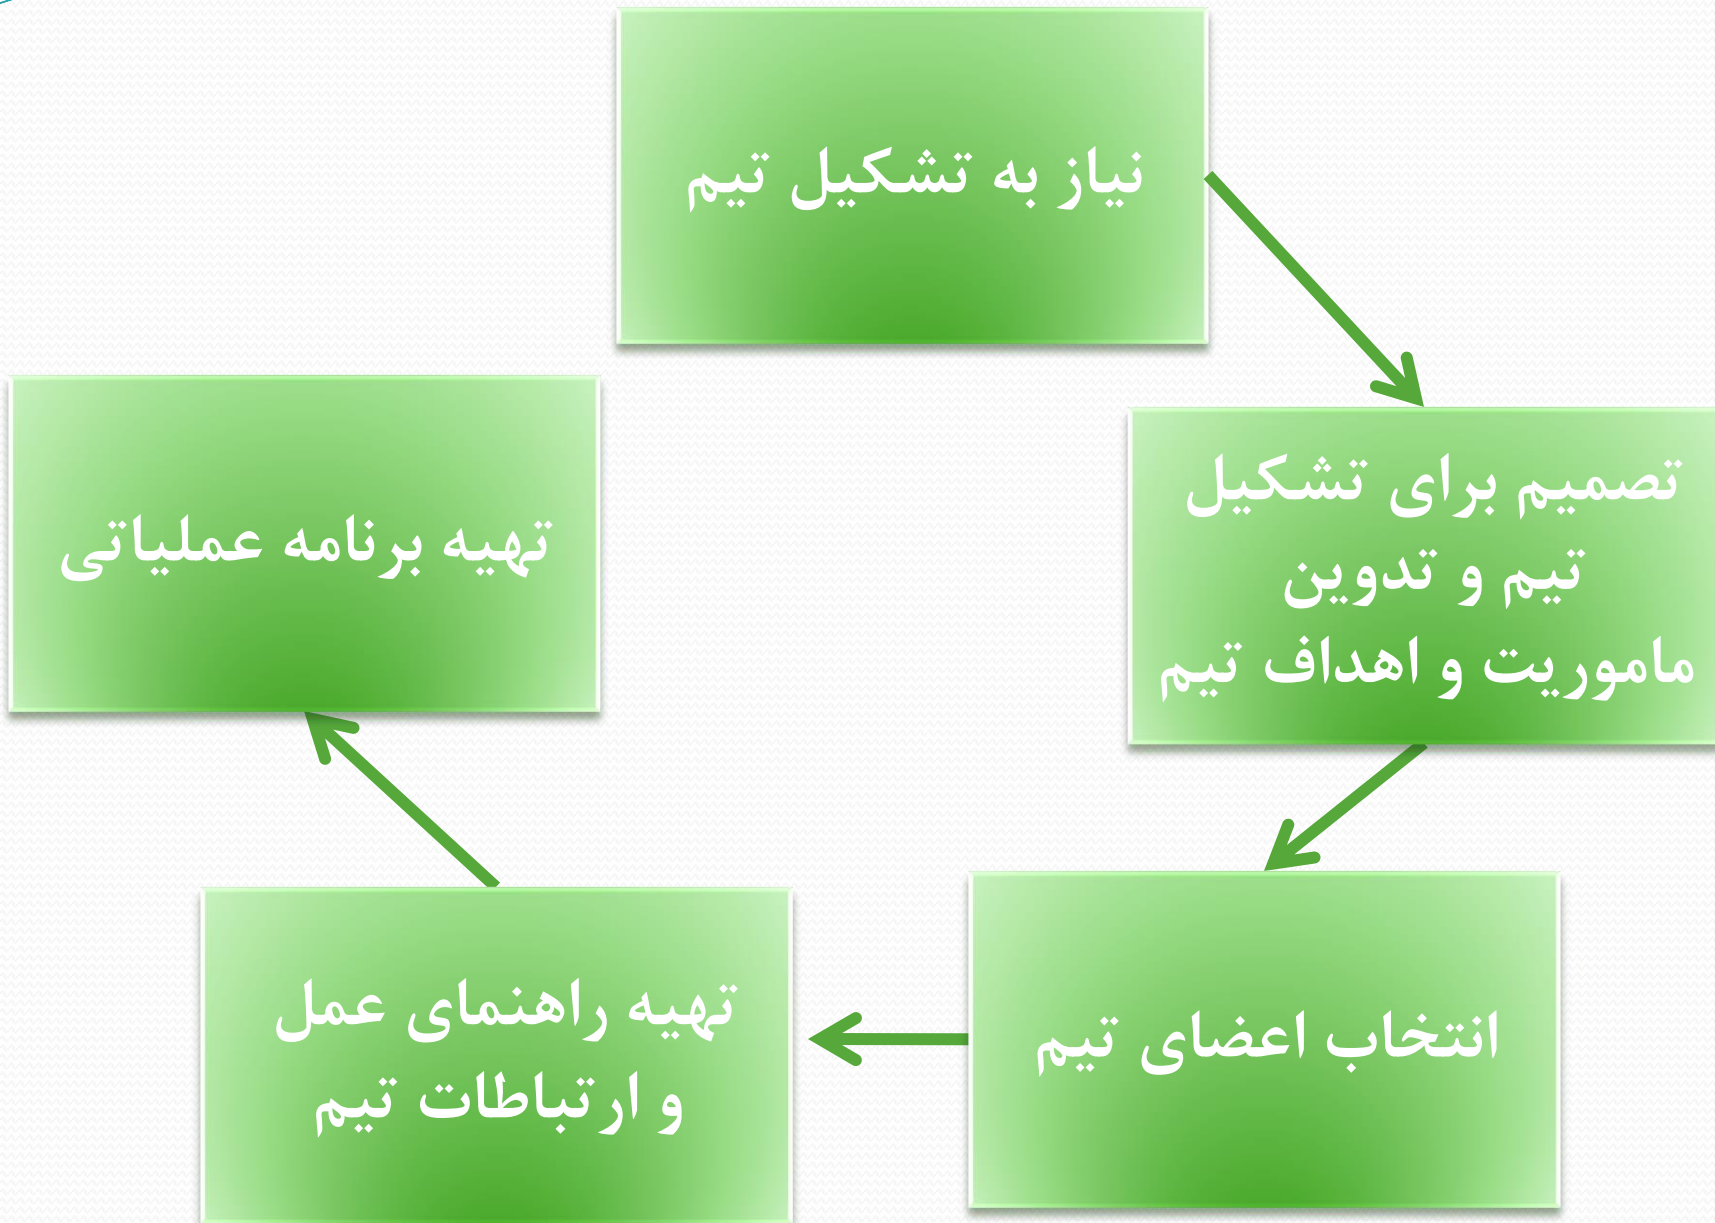 نیاز به تشکیل تیم
تصمیم برای تشکیل
تیم و تدوین
ماموریت و اهداف تیم
انتخاب اعضای تیم
تهیه راهنمای عمل
و ارتباطات تیم
تهیه برنامه عملیاتی